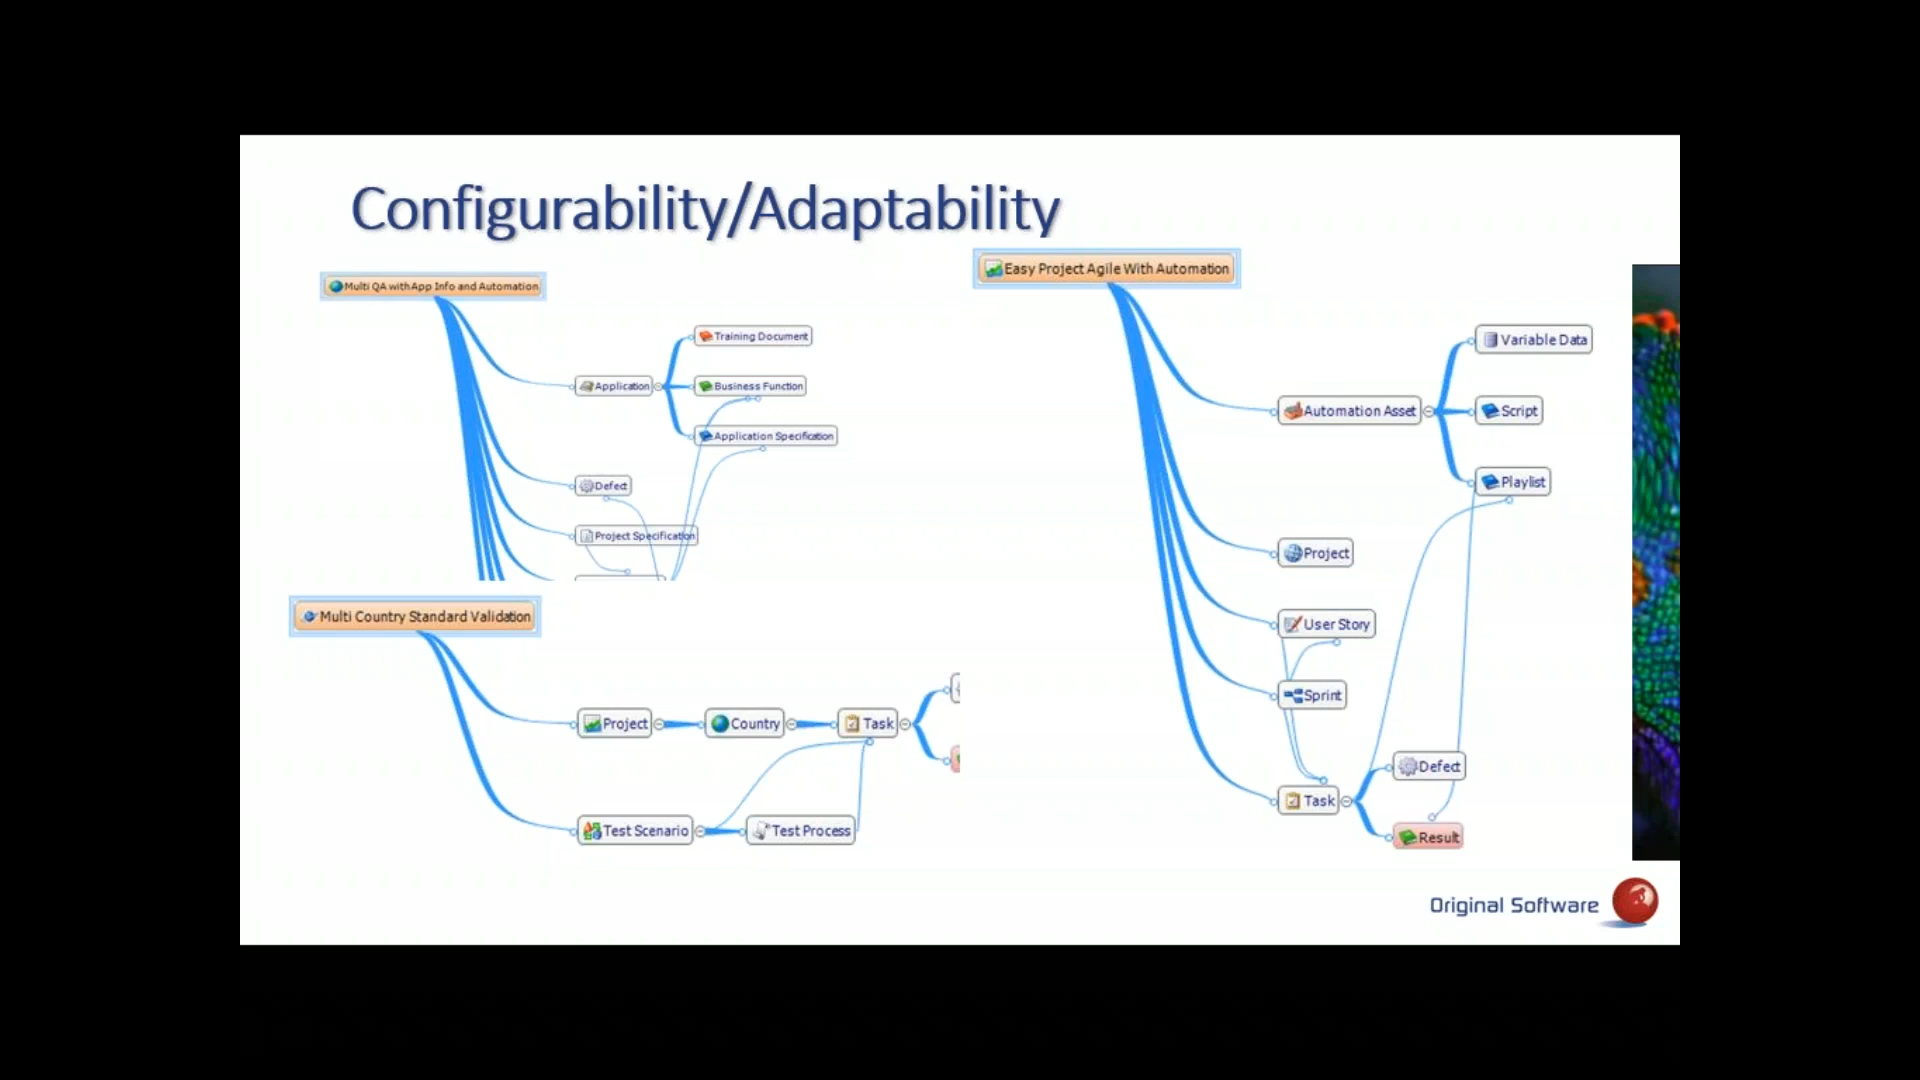 Configurability/Adaptability
Multi QA with App Info and Automation
Training Document
Application
Business Function
Application Specification
Defect
Project Specification
Multi Country Standard Validation
Project
Country
Task
Test Scenario
Test Process
Easy Project Agile With Automation
Variable Data
Automation Asset
Script
Playlist
Project
User Story
Sprint
Defect
Task
Result
Original Software